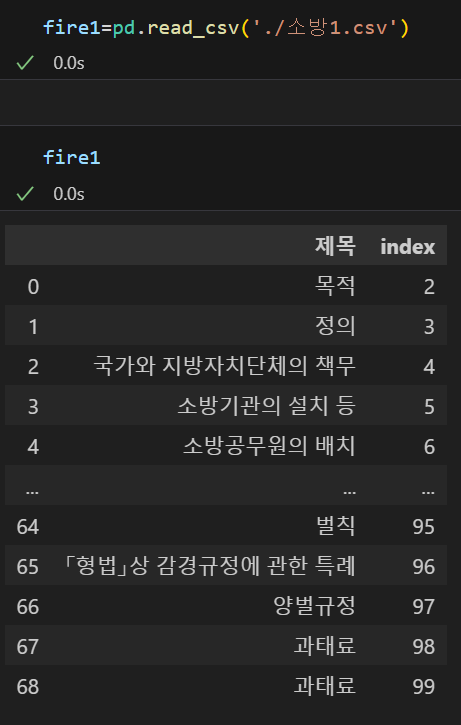 fire1=pd.read_csv('./소방1.csv')
0.0s
fire1
0.0s
제목 index
0 목적 2
1 정의 3
2 국가와 지방자치단체의 책무 4
3 소방기관의 설치 등 5
4 소방공무원의 배치 6
... ... ...
64 벌칙 95
65 「형법」상 감경규정에 관한 특례 96
66 양벌규정 97
67 과태료 98
68 과태료 99